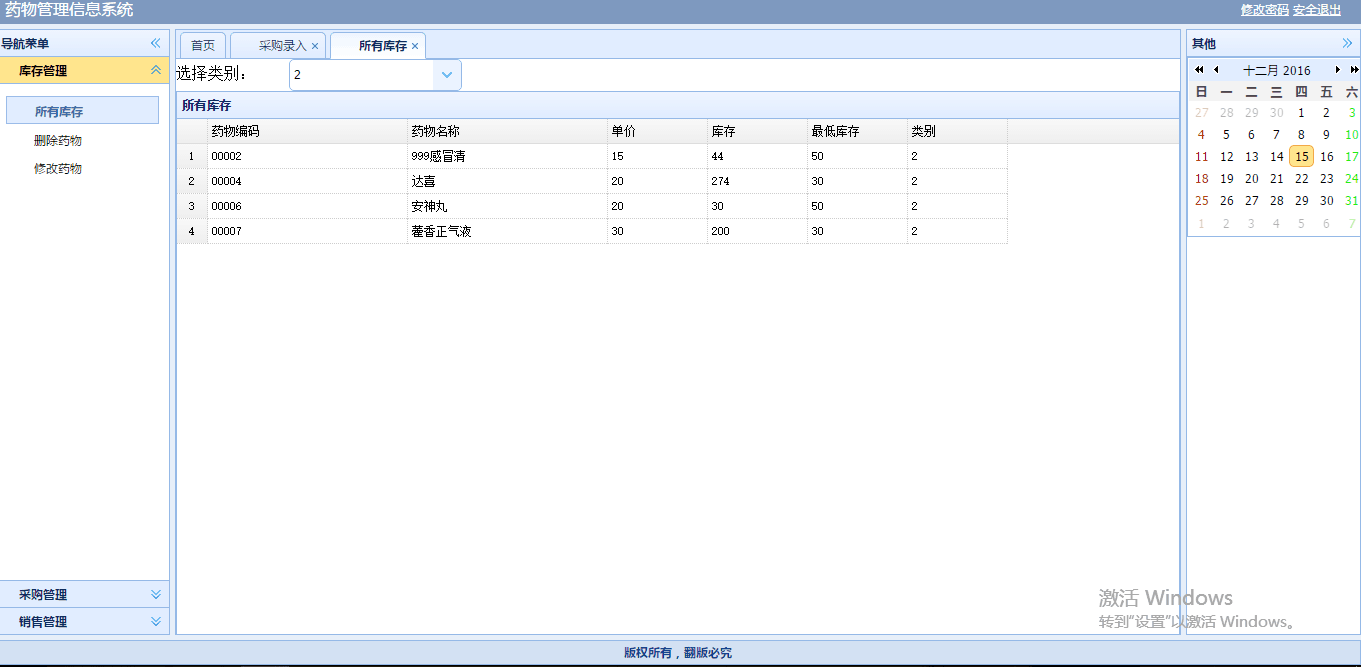 药物管理信息系统
修改密码 安全退出
导航菜单
库存管理
所有库存
删除药物
修改药物
采购管理
销售管理
首页 采购录入 所有库存
选择类别： 2
所有库存
药物编码 药物名称 单价 库存 最低库存 类别
1 00002 999感冒清 15 44 50 2
2 00004 达喜 20 274 30 2
3 00006 安神丸 20 30 50 2
4 00007 藿香正气液 30 200 30 2
其他
十二月 2016
日 一 二 三 四 五 六
27 28 29 30 1 2 3
4 5 6 7 8 9 10
11 12 13 14 15 16 17
18 19 20 21 22 23 24
25 26 27 28 29 30 31
1 2 3 4 5 6 7
激活 Windows
转到"设置"以激活 Windows。
版权所有，翻版必究